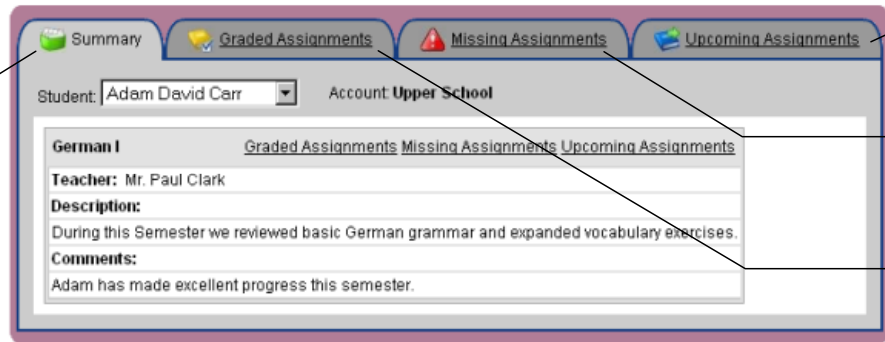 Summary Graded Assignments Missing Assignments Upcoming Assignments
Student: Adam David Carr Account: Upper School
German I Graded Assignments Missing Assignments Upcoming Assignments
Teacher: Mr. Paul Clark
Description:
During this Semester we reviewed basic German grammar and expanded vocabulary exercises.
Comments:
Adam has made excellent progress this semester.